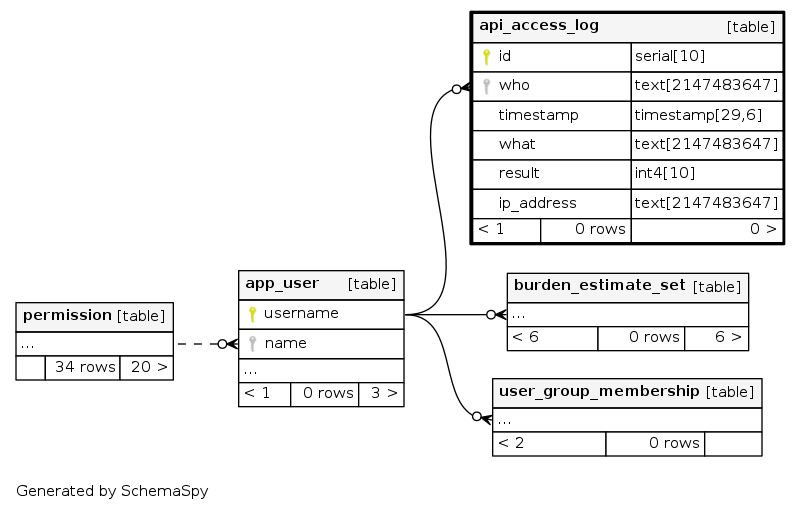 api_access_log [table]
id serial[10]
who text[2147483647]
timestamp timestamp[29,6]
what text[2147483647]
result int4[10]
ip_address text[2147483647]
< 1 0 rows 0 >
app_user [table]
username
name
...
< 1 0 rows 3 >
burden_estimate_set [table]
...
< 6 0 rows 6 >
permission [table]
...
34 rows 20 >
user_group_membership [table]
...
< 2 0 rows
Generated by SchemaSpy